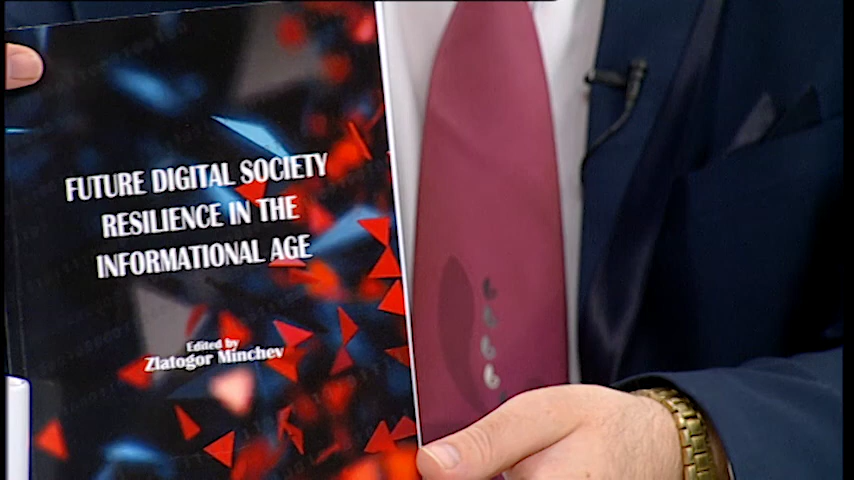 FUTURE DIGITAL SOCIETY
RESILIENCE IN THE
INFORMATIONAL AGE
Edited by
Zlatogor Minchev